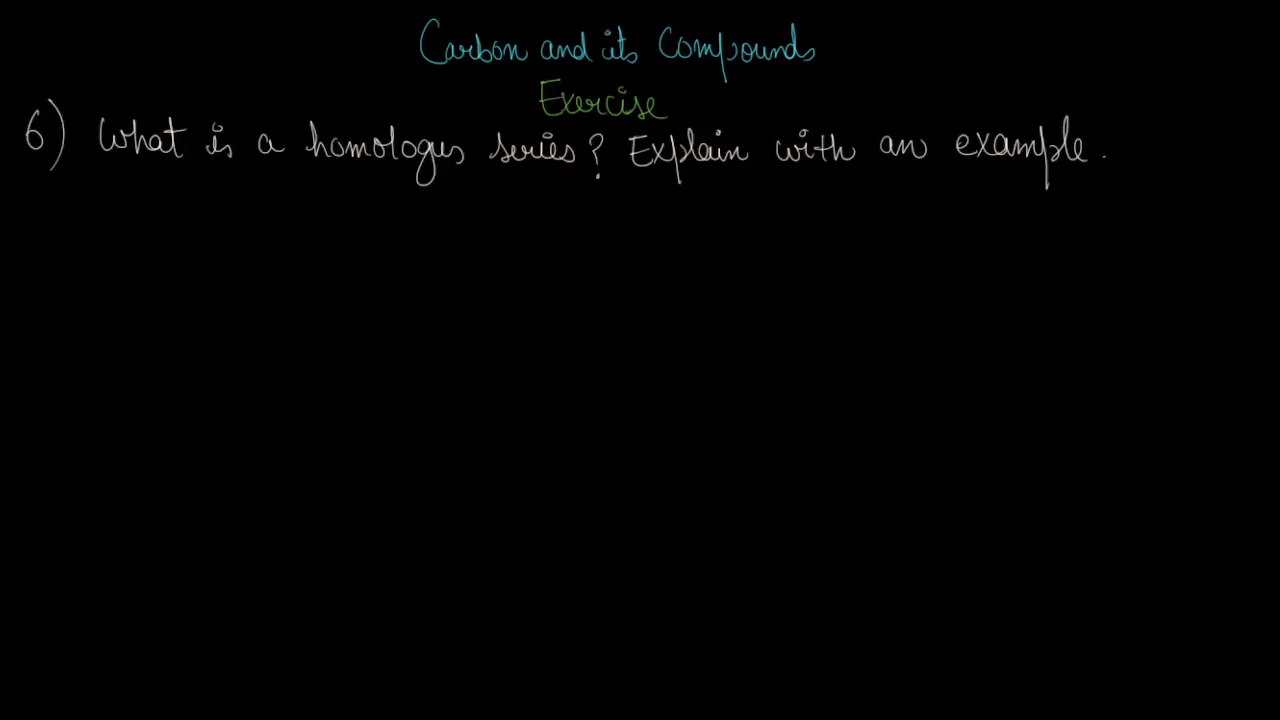 Carbon and its Compounds
Exercise
6) What is a homologus series? Explain with an example.